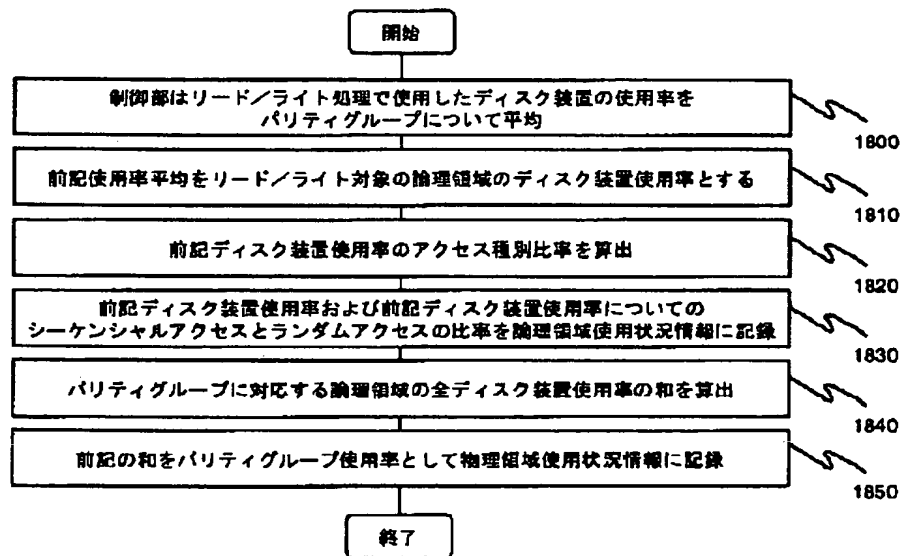 開始
制御部はリード／ライト処理で使用したディスク装置の使用率を
パリティグループについて平均
1800
前記使用率平均をリード／ライト対象の論理領域のディスク装置使用率とする
1810
前記ディスク装置使用率のアクセス種別比率を算出
1820
前記ディスク装置使用率および前記ディスク装置使用率についての
シーケンシャルアクセスとランダムアクセスの比率を論理領域使用状況情報に記録
1830
パリティグループに対応する論理領域の全ディスク装置使用率の和を算出
1840
前記の和をパリティグループ使用率として物理領域使用状況情報に記録
1850
終了